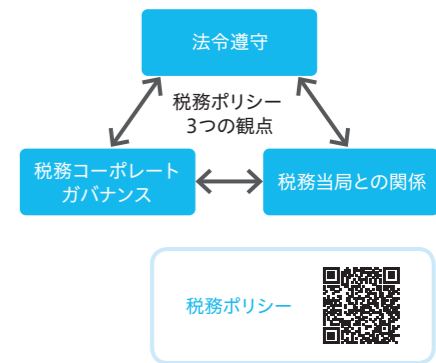 法令遵守
税務ポリシー
3つの観点
税務コーポレート
ガバナンス
税務当局との関係
税務ポリシー